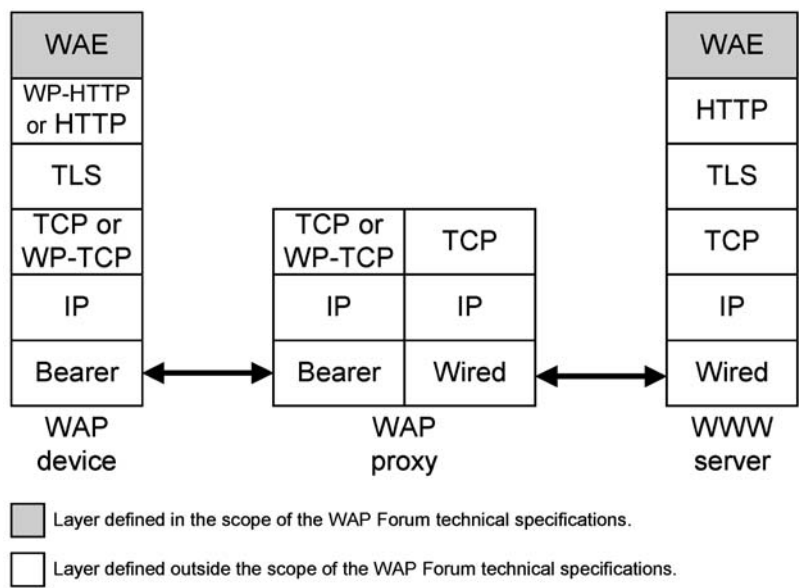 WAE
WP-HTTP
or HTTP
TLS
TCP or
WP-TCP
IP
Bearer
WAP
device
TCP or
WP-TCP
IP
Bearer
TCP
IP
Wired
WAP
proxy
WAE
HTTP
TLS
TCP
IP
Wired
WWW
server
Layer defined in the scope of the WAP Forum technical specifications.
Layer defined outside the scope of the WAP Forum technical specifications.